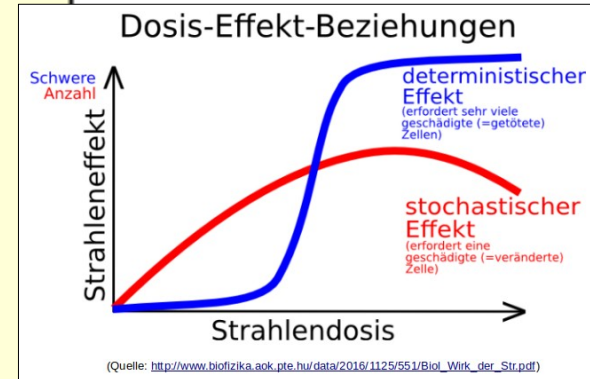 Dosis-Effekt-Beziehungen
Schwere
Anzahl
deterministischer
Effekt
(erfordert sehr viele
geschädigte (=getötete)
Zellen)
Strahleneffekt
stochastischer
Effekt
(erfordert eine
geschädigte (=veränderte)
Zelle)
Strahlendosis
(Quelle: http://www.biofizika.aok.pte.hu/data/2016/1125/551/Biol_Wirk_der_Str.pdf)